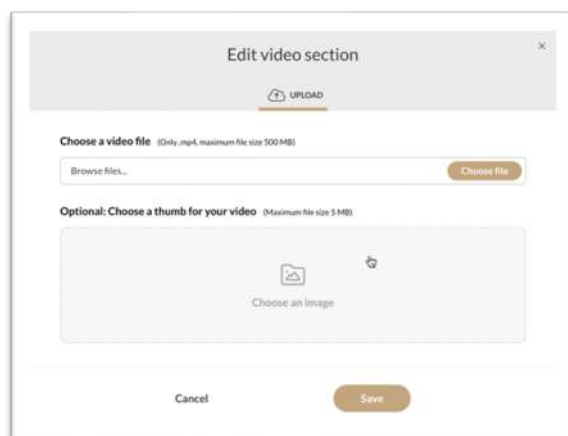 Edit video section
UPLOAD
Choose a video file (Only .mp4, maximum file size 500 MB)
Browse files... Choose file
Optional: Choose a thumb for your video (Maximum file size 5 MB)
Choose an image
Cancel Save